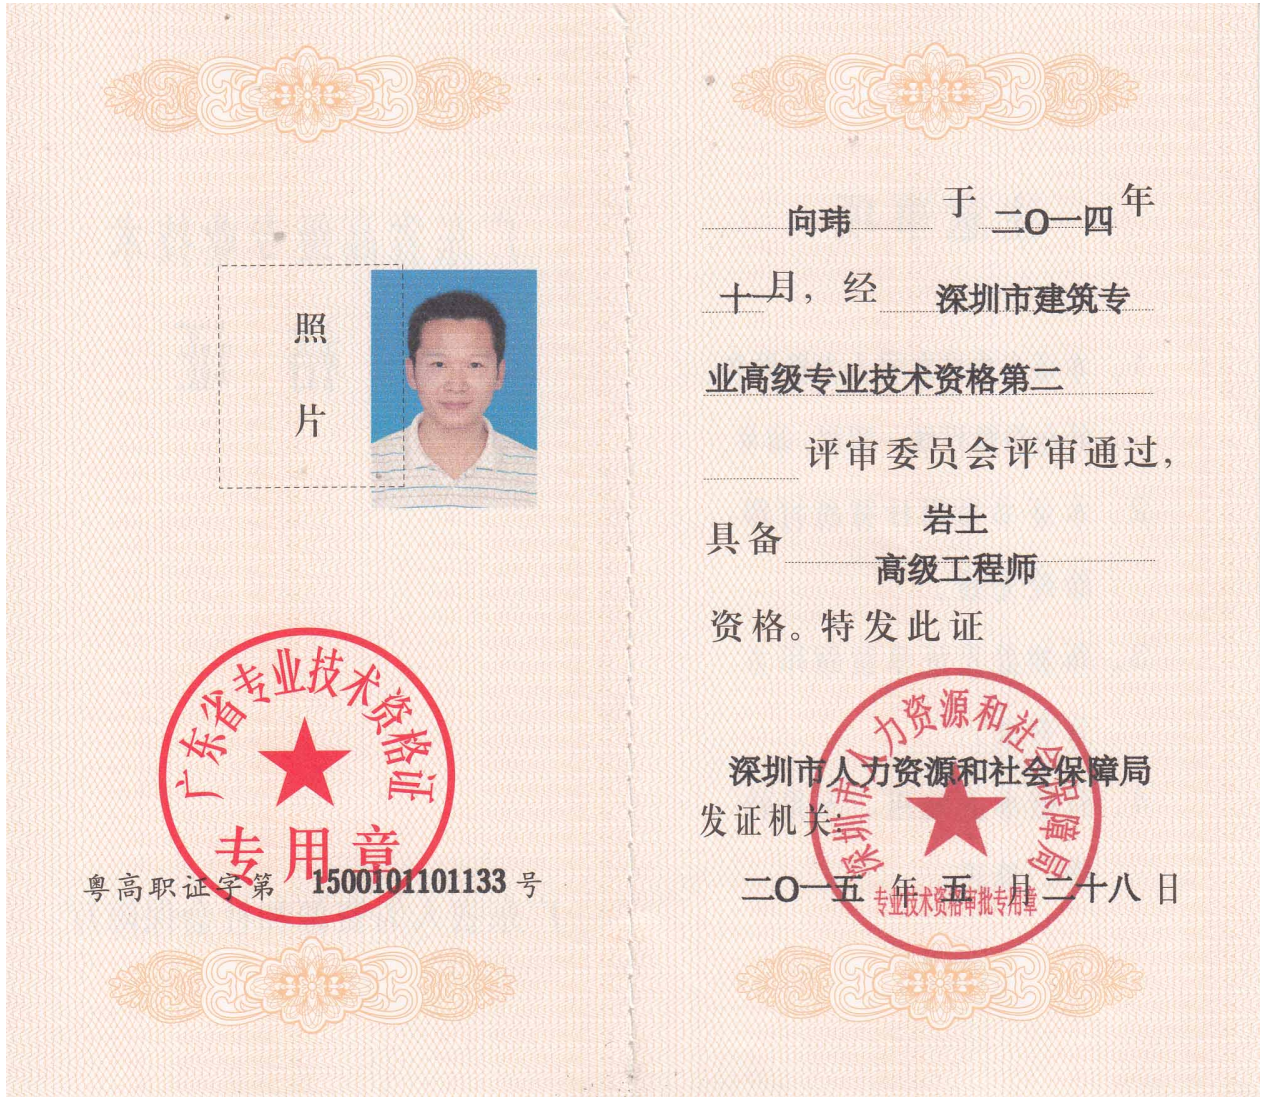 照
片
广东省专业技术资格证
专用章
粤高职证字第 1500101101133 号
向玮 于 二O一四 年
十一月，经 深圳市建筑专
业高级专业技术资格第二
评审委员会评审通过，
岩土
具备
高级工程师
资格。特发此证
深圳市人力资源和社会保障局
深圳市人力资源和社会保障局
发证机关：
二O一五 年 五 月 二十八 日
专业技术资格审批专用章